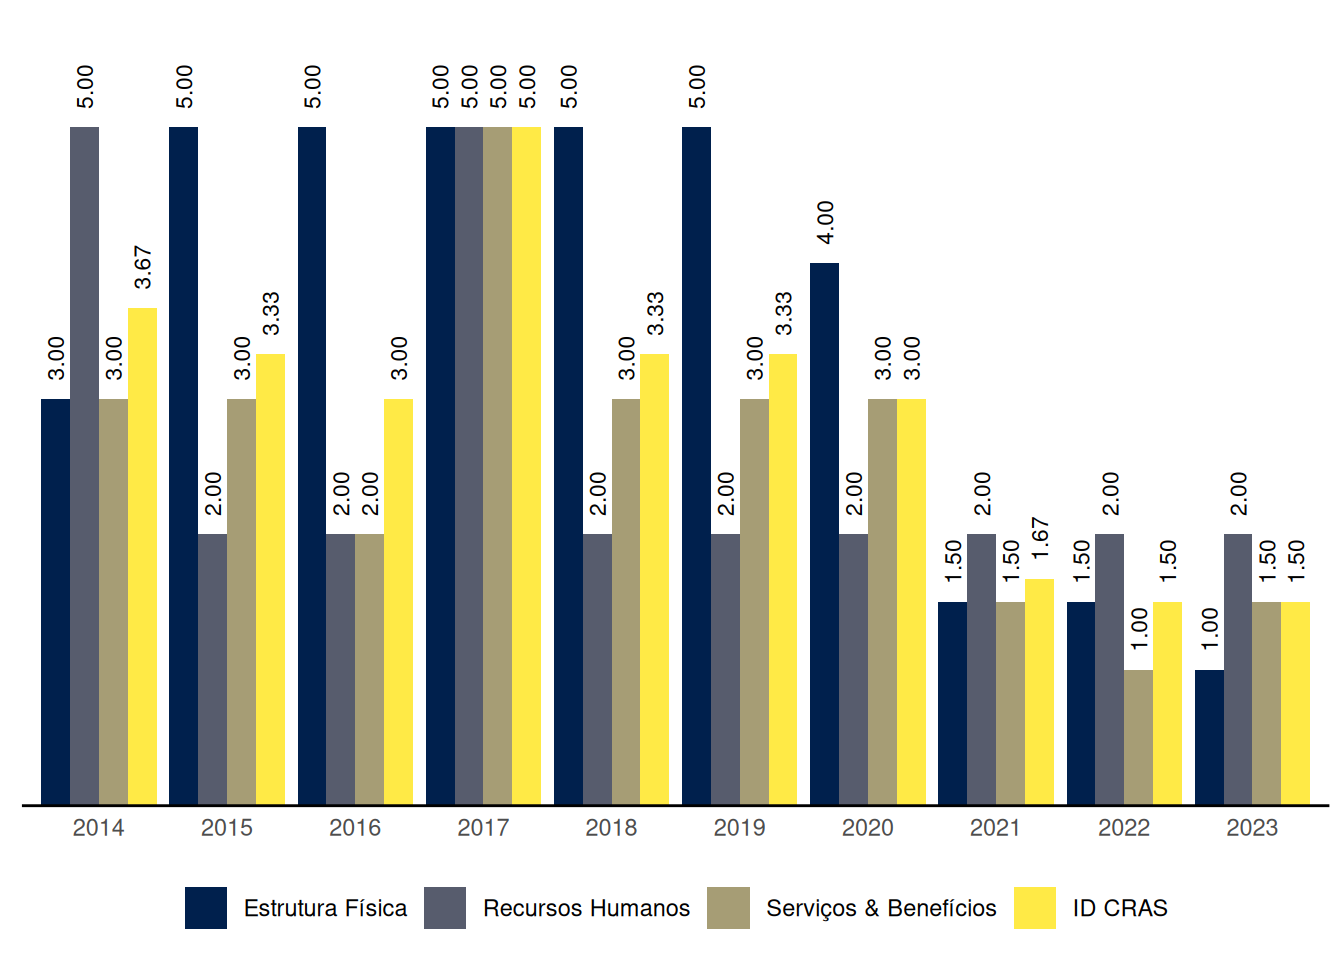 3.00 5.00 3.00 3.67 5.00 2.00 3.00 3.33 5.00 2.00 2.00 3.00 5.00 5.00 5.00 5.00 5.00 2.00 3.00 3.33 5.00 2.00 3.00 3.33 4.00 2.00 3.00 3.00 1.50 2.00 1.50 1.67 1.50 2.00 1.00 1.50 1.00 2.00 1.50 1.50
2014 2015 2016 2017 2018 2019 2020 2021 2022 2023
Estrutura Física Recursos Humanos Serviços & Benefícios ID CRAS